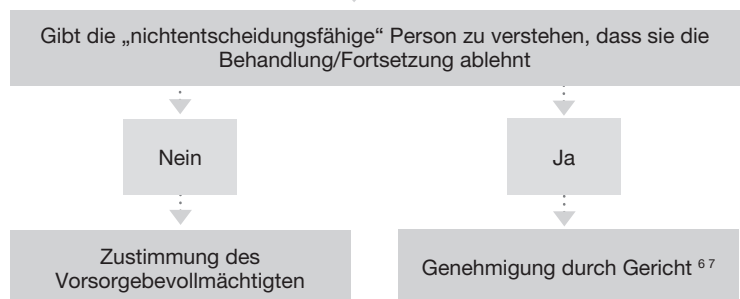 Gibt die „nichtentscheidungsfähige“ Person zu verstehen, dass sie die
Behandlung/Fortsetzung ablehnt
Nein
Ja
Zustimmung des
Vorsorgebevollmächtigten
Genehmigung durch Gericht ⁶ ⁷